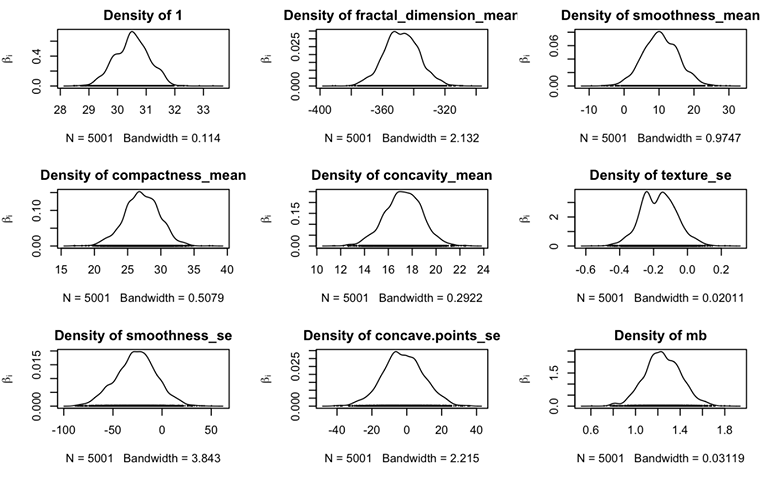 Density of 1
Density of fractal_dimension_mean
Density of smoothness_mean
βi
0.0
0.4
28 29 30 31 32 33
N = 5001 Bandwidth = 0.114
βi
0.000
0.025
-400 -360 -320
N = 5001 Bandwidth = 2.132
βi
0.00
0.06
-10 0 10 20 30
N = 5001 Bandwidth = 0.9747
Density of compactness_mean
Density of concavity_mean
Density of texture_se
βi
0.00
0.10
15 20 25 30 35 40
N = 5001 Bandwidth = 0.5079
βi
0.00
0.15
10 12 14 16 18 20 22 24
N = 5001 Bandwidth = 0.2922
βi
0
2
-0.6 -0.4 -0.2 0.0 0.2
N = 5001 Bandwidth = 0.02011
Density of smoothness_se
Density of concave.points_se
Density of mb
βi
0.000
0.015
-100 -50 0 50
N = 5001 Bandwidth = 3.843
βi
0.000
0.025
-40 -20 0 20 40
N = 5001 Bandwidth = 2.215
βi
0.0
1.5
0.6 1.0 1.4 1.8
N = 5001 Bandwidth = 0.03119